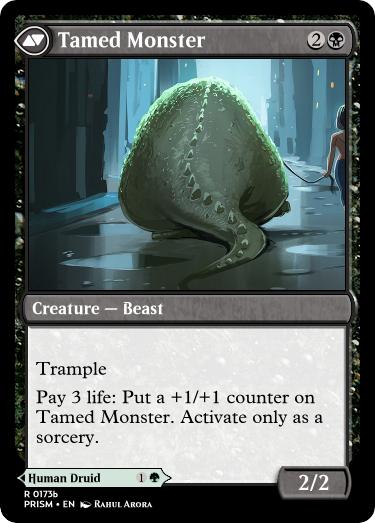 Tamed Monster 2
Creature — Beast
Trample
Pay 3 life: Put a +1/+1 counter on
Tamed Monster. Activate only as a
sorcery.
Human Druid 1
2/2
R 0173b
PRISM • EN Rahul Arora